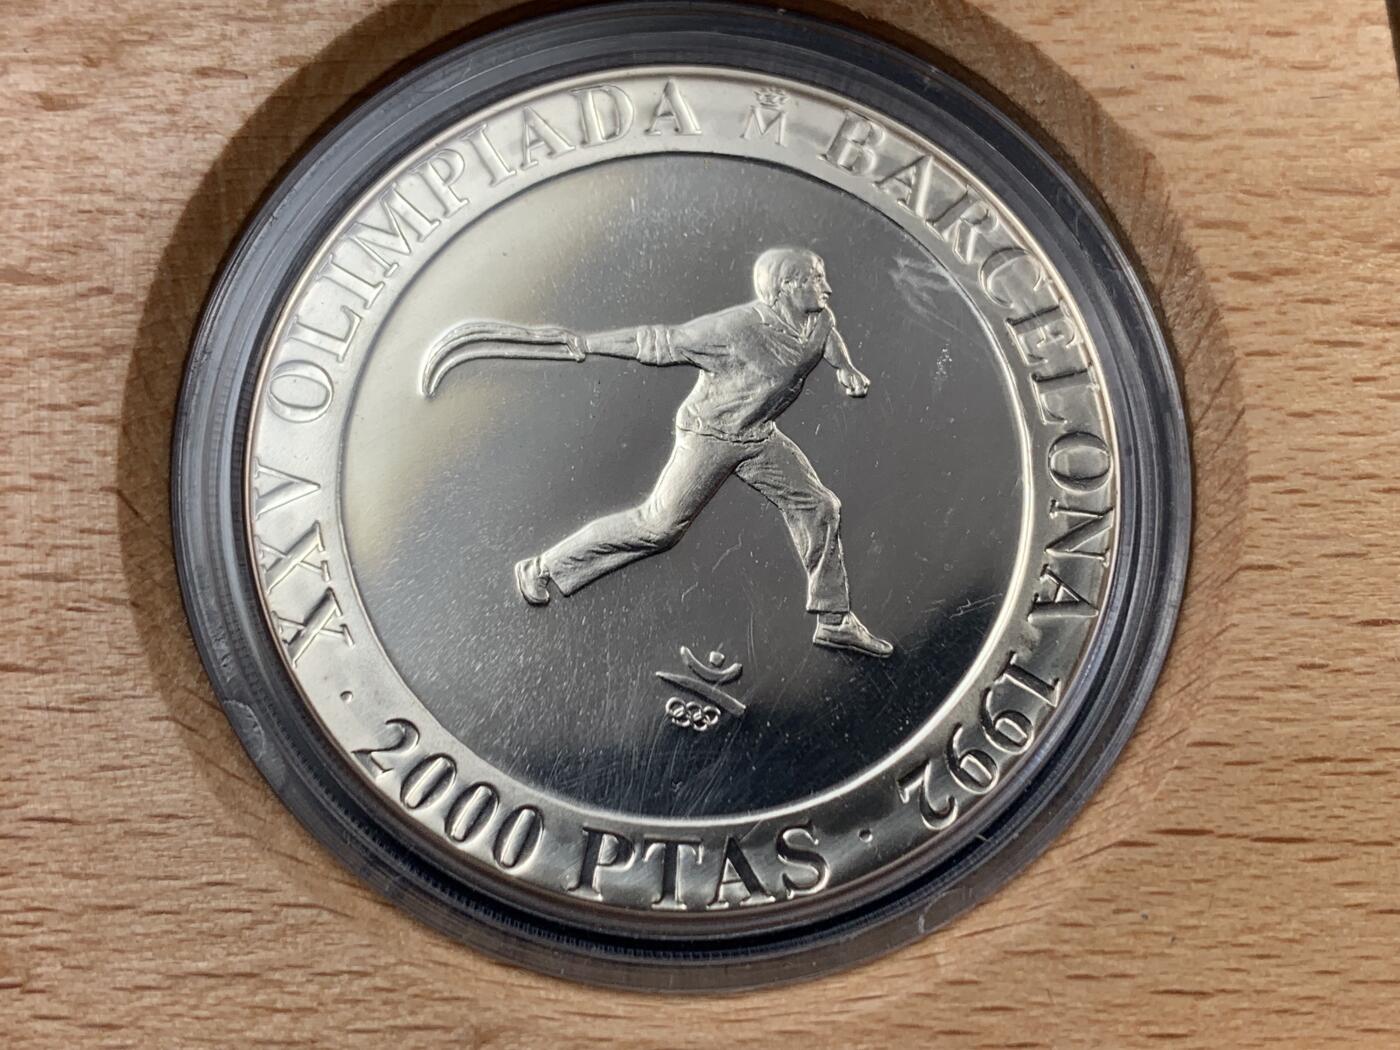 XXV OLIMPIADA M BARCELONA 1992
· 2000 PTAS ·